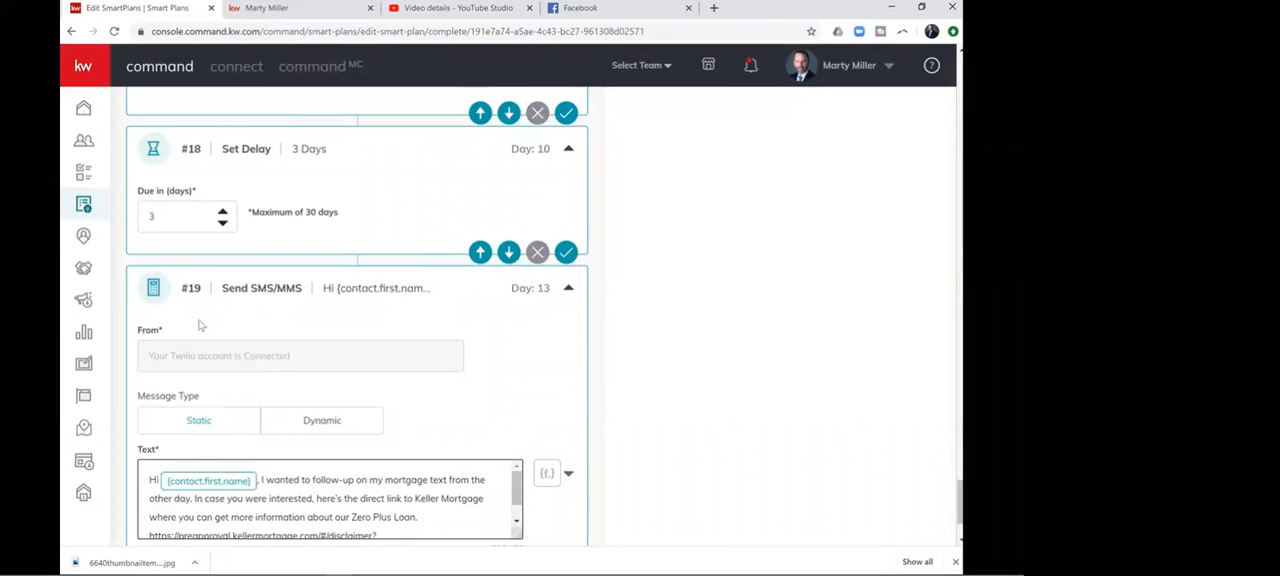 Edit SmartPlans | Smart Plans
Marty Miller
Video details - YouTube Studio
Facebook
console.command.kw.com/command/smart-plans/edit-smart-plan/complete/191e7a74-a5ae-4c43-bc27-961308d02571
kw
command
connect
command MC
Select Team
Marty Miller
#18 | Set Delay | 3 Days
Day: 10
Due in (days)*
3
*Maximum of 30 days
#19 | Send SMS/MMS | Hi {contact.first.nam...
Day: 13
From*
Your Twilio account is Connected
Message Type
Static
Dynamic
Text*
Hi {contact.first.name}, I wanted to follow-up on my mortgage text from the
other day. In case you were interested, here's the direct link to Keller Mortgage
where you can get more information about our Zero Plus Loan.
https://preapproval.kellermortgage.com/#/disclaimer?
{f,}
6640thumbnailtem....jpg
Show all